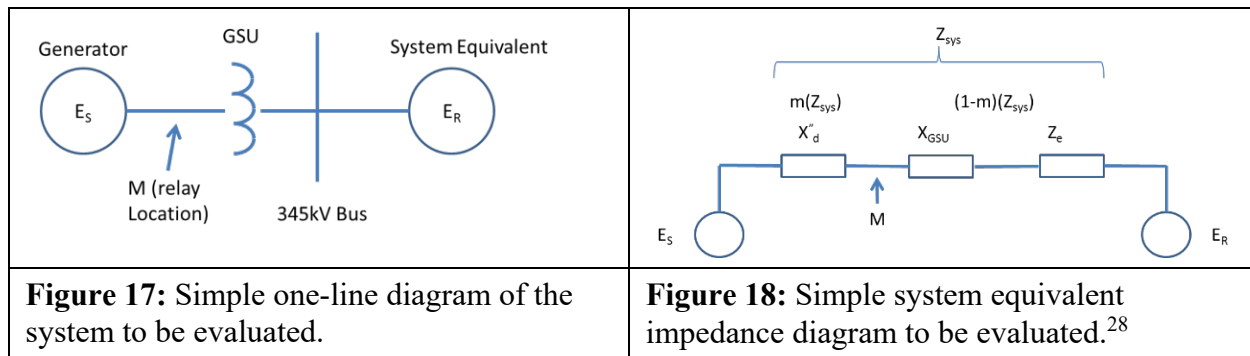 GSU
Generator
System Equivalent
E_S
E_R
M (relay
Location)
345kV Bus
Z_sys
m(Z_sys)
(1-m)(Z_sys)
X"_d
X_GSU
Z_e
M
E_S
E_R
Figure 17: Simple one-line diagram of the
system to be evaluated.
Figure 18: Simple system equivalent
impedance diagram to be evaluated.28